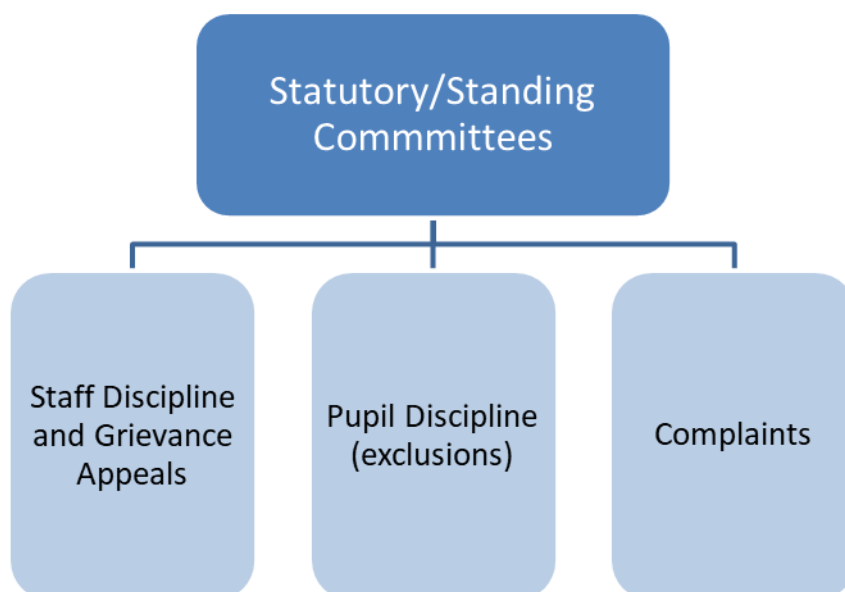 Statutory/Standing
Commmittees
Staff Discipline
and Grievance
Appeals
Pupil Discipline
(exclusions)
Complaints